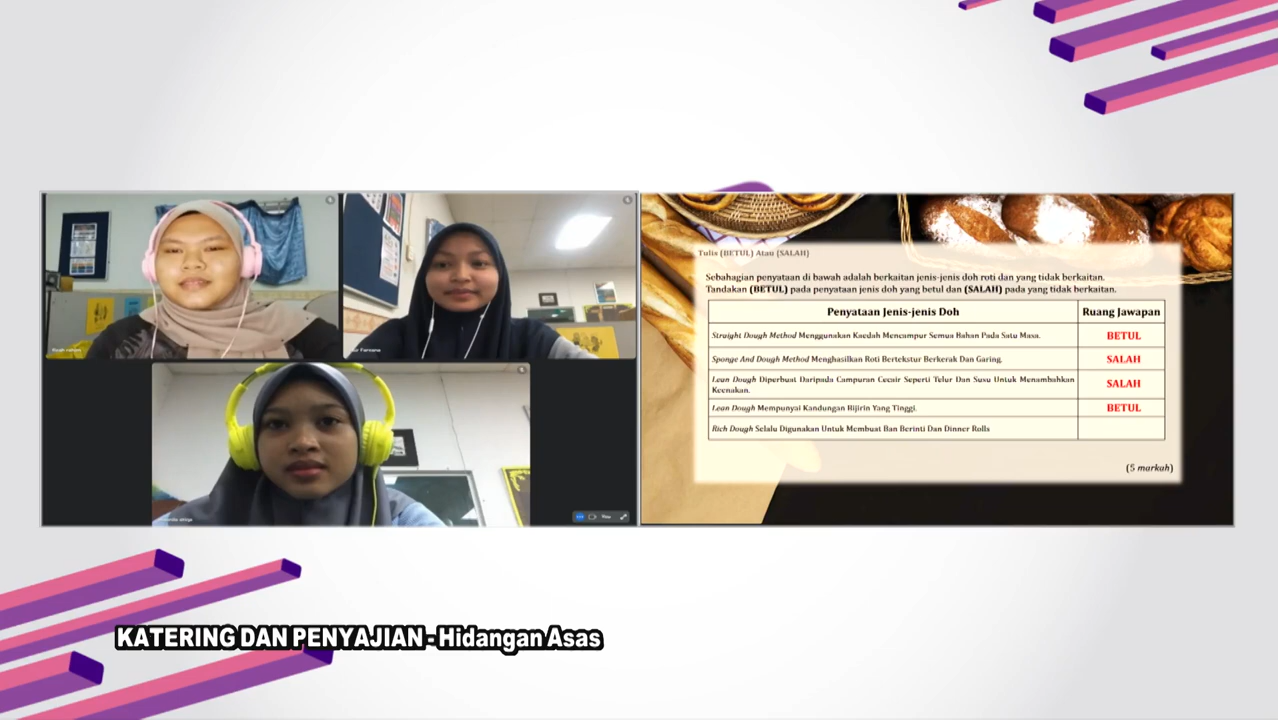 Tulis (BETUL) Atau (SALAH)
Sebahagian penyataan di bawah adalah berkaitan jenis-jenis doh roti dan yang tidak berkaitan.
Tandakan (BETUL) pada penyataan jenis doh yang betul dan (SALAH) pada yang tidak berkaitan.
Penyataan Jenis-jenis Doh Ruang Jawapan
Straight Dough Method Menggunakan Kaedah Mencampur Semua Bahan Pada Satu Masa. BETUL
Sponge And Dough Method Menghasilkan Roti Bertekstur Berkerak Dan Garing. SALAH
Lean Dough Diperbuat Daripada Campuran Cecair Seperti Telur Dan Susu Untuk Menambahkan
Keenakan. SALAH
Lean Dough Mempunyai Kandungan Bijirin Yang Tinggi. BETUL
Rich Dough Selalu Digunakan Untuk Membuat Ban Berinti Dan Dinner Rolls
(5 markah)
KATERING DAN PENYAJIAN - Hidangan Asas